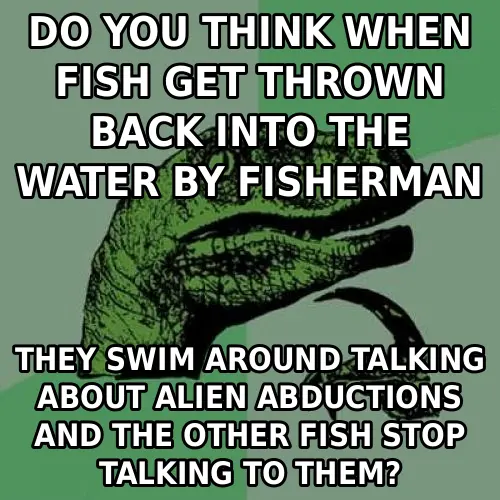 DO YOU THINK WHEN
FISH GET THROWN
BACK INTO THE
WATER BY FISHERMAN
THEY SWIM AROUND TALKING
ABOUT ALIEN ABDUCTIONS
AND THE OTHER FISH STOP
TALKING TO THEM?